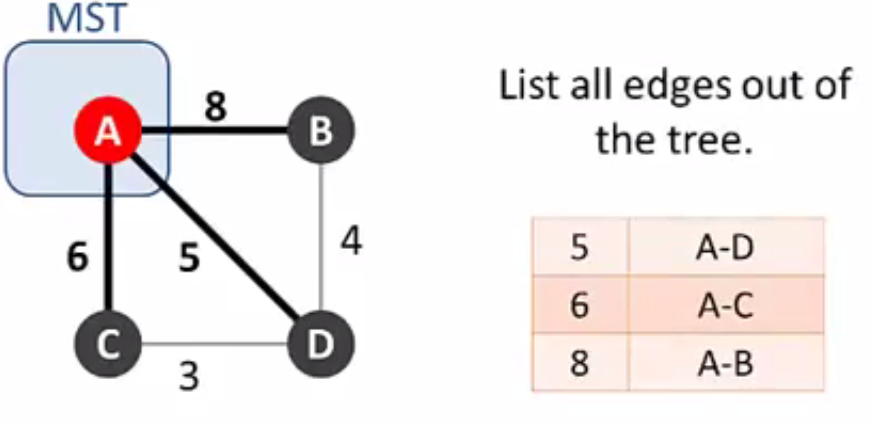 MST
A
8
B
6
5
4
C
3
D
List all edges out of
the tree.
5 A-D
6 A-C
8 A-B